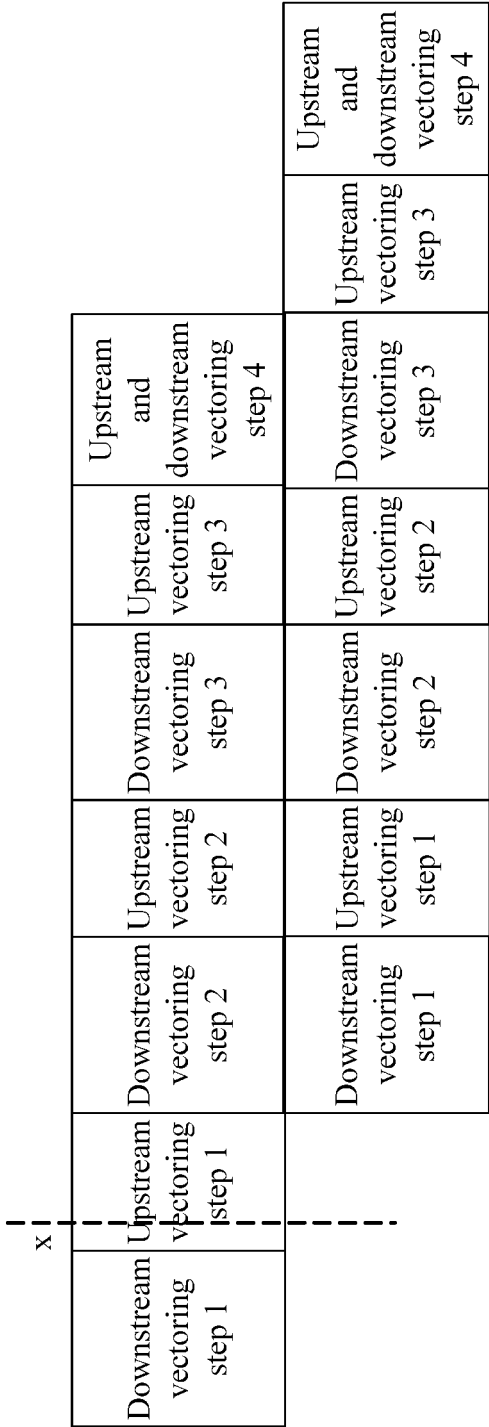 x
Downstream
vectoring
step 1
Upstream
vectoring
step 1
Downstream
vectoring
step 2
Upstream
vectoring
step 2
Downstream
vectoring
step 3
Upstream
vectoring
step 3
Upstream
and
downstream
vectoring
step 4
Downstream
vectoring
step 1
Upstream
vectoring
step 1
Downstream
vectoring
step 2
Upstream
vectoring
step 2
Downstream
vectoring
step 3
Upstream
vectoring
step 3
Upstream
and
downstream
vectoring
step 4